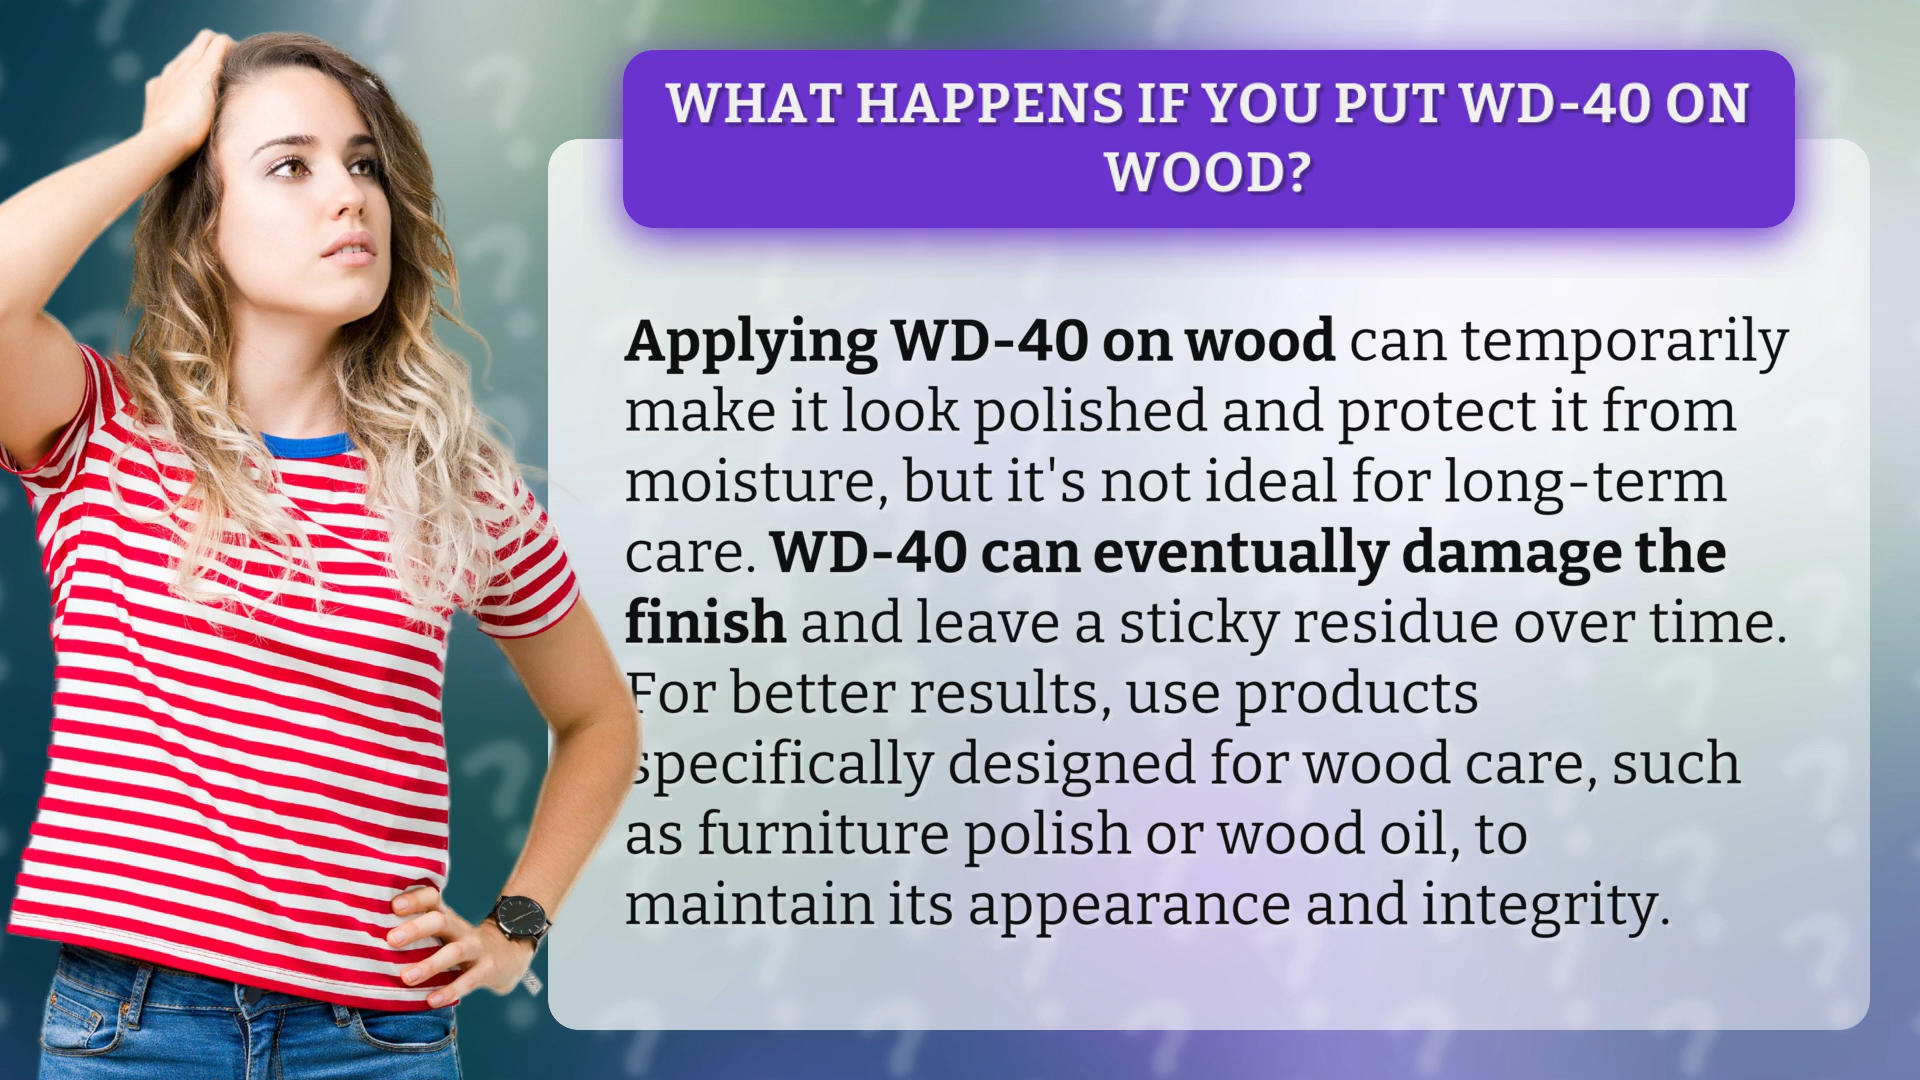 WHAT HAPPENS IF YOU PUT WD-40 ON
WOOD?
Applying WD-40 on wood can temporarily
make it look polished and protect it from
moisture, but it's not ideal for long-term
care. WD-40 can eventually damage the
finish and leave a sticky residue over time.
For better results, use products
specifically designed for wood care, such
as furniture polish or wood oil, to
maintain its appearance and integrity.